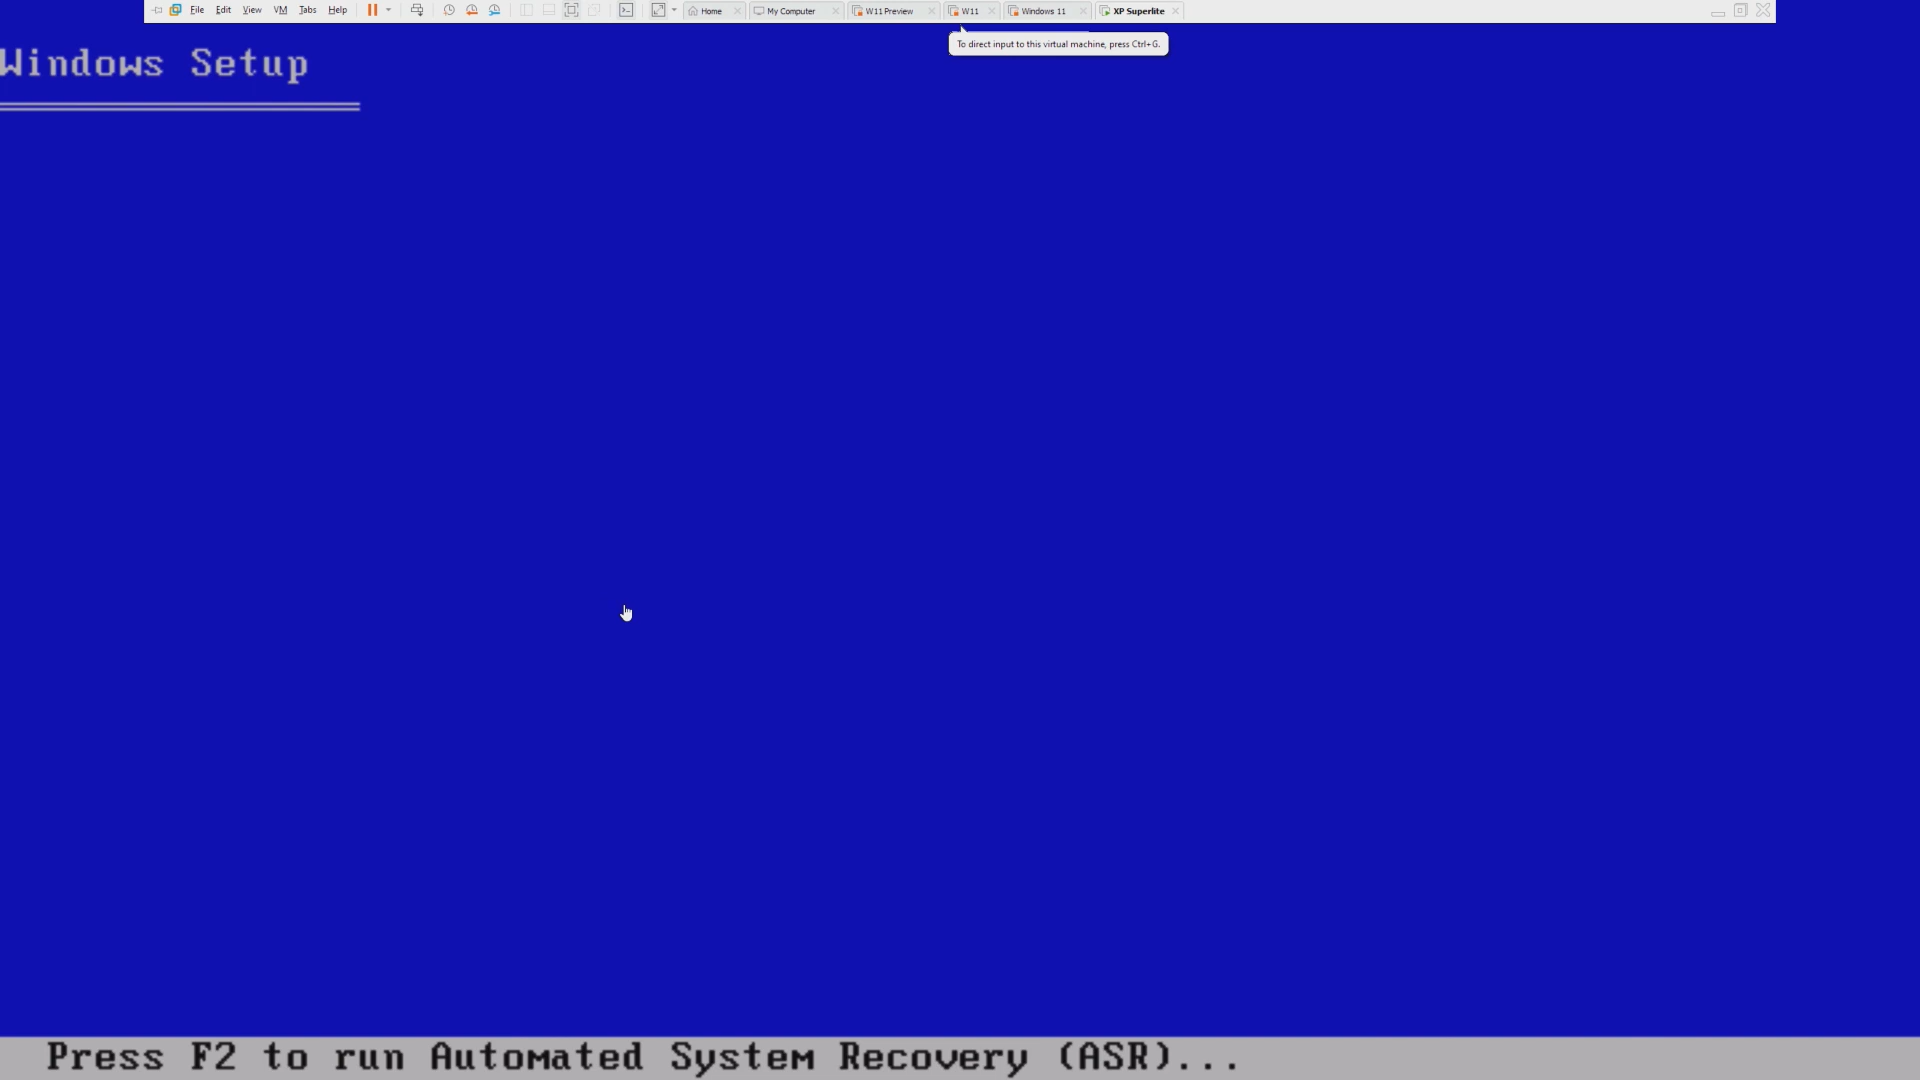 File Edit View VM Tabs Help Home My Computer W11 Preview W11 Windows 11 XP Superlite
To direct input to this virtual machine, press Ctrl+G.
Windows Setup
Press F2 to run Automated System Recovery (ASR)...